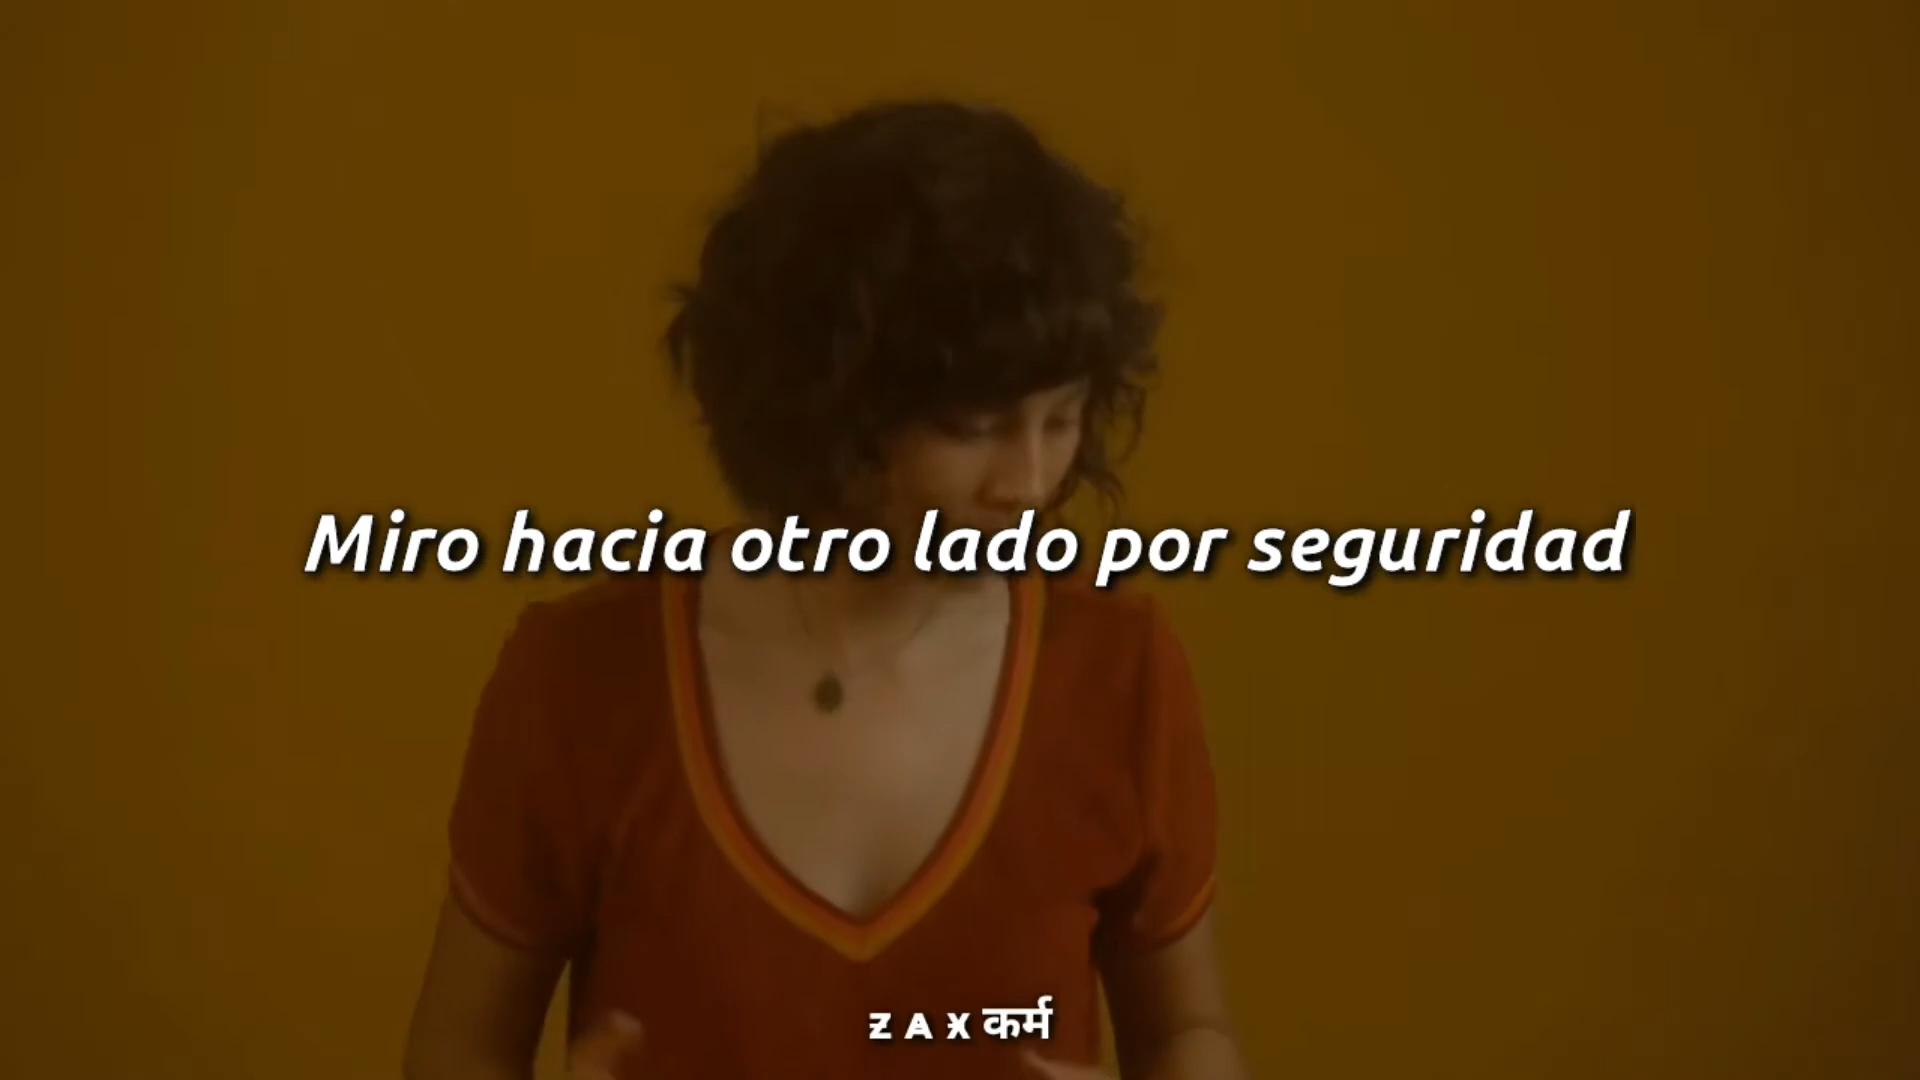 Miro hacia otro lado por seguridad
Z A X कर्म